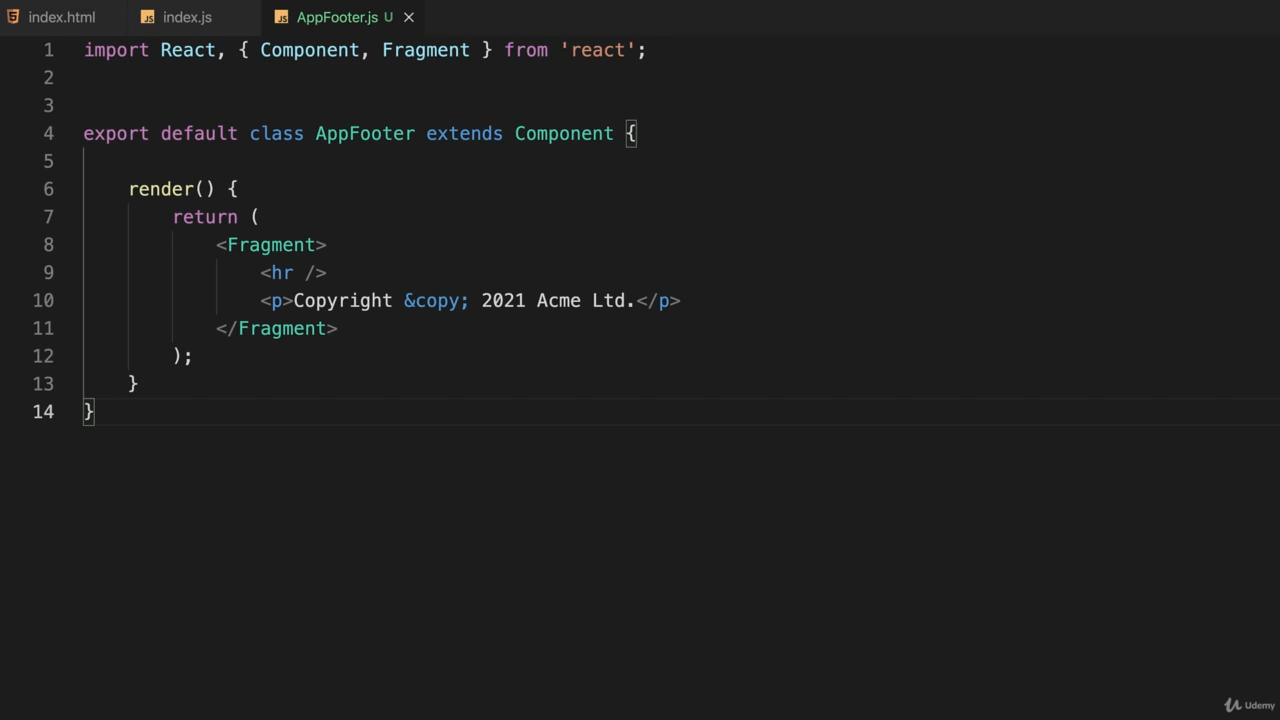 index.html
index.js
AppFooter.js U
1 import React, { Component, Fragment } from 'react';
2
3
4 export default class AppFooter extends Component {
5
6     render() {
7         return (
8             <Fragment>
9                 <hr />
10                 <p>Copyright &copy; 2021 Acme Ltd.</p>
11             </Fragment>
12         );
13     }
14 }
Udemy